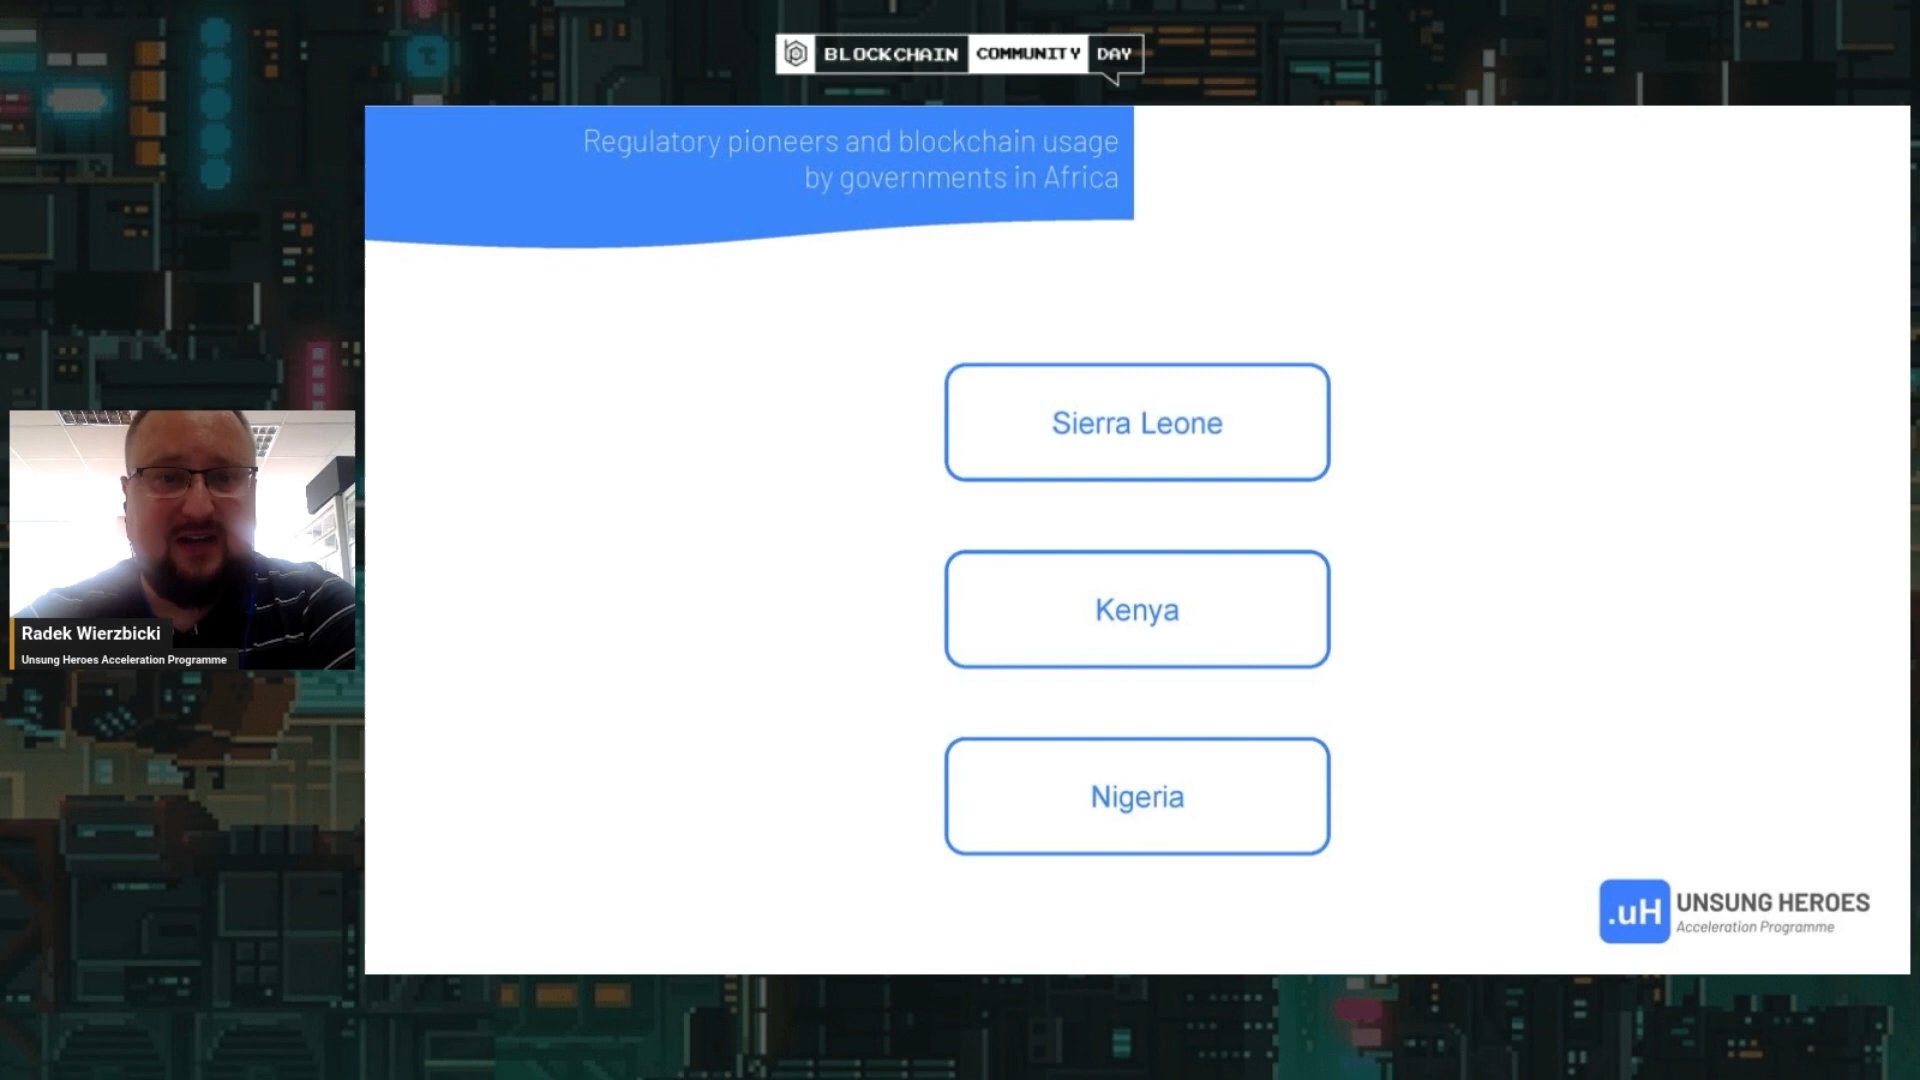 BLOCKCHAIN COMMUNITY DAY
Regulatory pioneers and blockchain usage
by governments in Africa
Sierra Leone
Kenya
Nigeria
Radek Wierzbicki
Unsung Heroes Acceleration Programme
.uH UNSUNG HEROES
Acceleration Programme